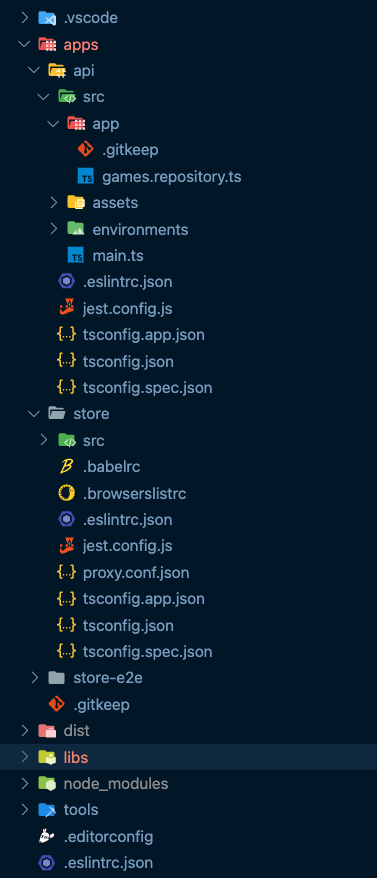 .vscode
apps
api
src
app
.gitkeep
games.repository.ts
assets
environments
main.ts
.eslintrc.json
jest.config.js
tsconfig.app.json
tsconfig.json
tsconfig.spec.json
store
src
.babelrc
.browserslistrc
.eslintrc.json
jest.config.js
proxy.conf.json
tsconfig.app.json
tsconfig.json
tsconfig.spec.json
store-e2e
.gitkeep
dist
libs
node_modules
tools
.editorconfig
.eslintrc.json